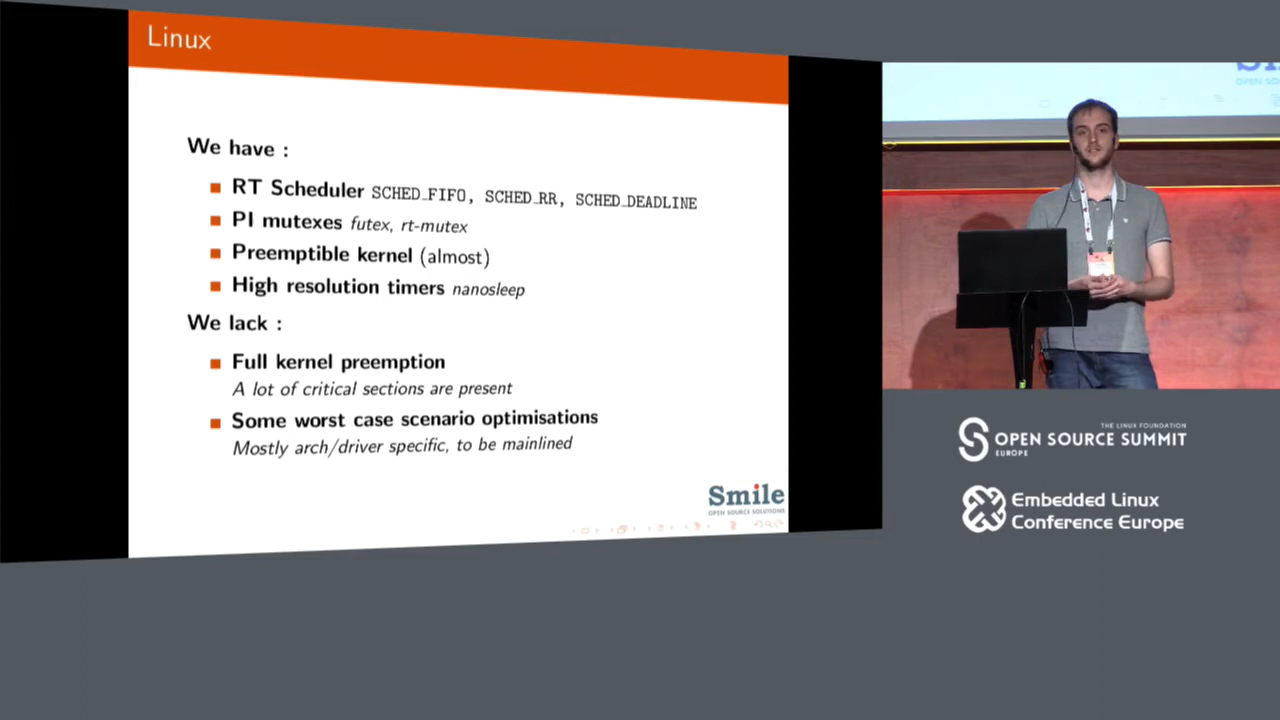 Linux
We have :
RT Scheduler SCHED_FIFO, SCHED_RR, SCHED_DEADLINE
PI mutexes futex, rt-mutex
Preemptible kernel (almost)
High resolution timers nanosleep
We lack :
Full kernel preemption
A lot of critical sections are present
Some worst case scenario optimisations
Mostly arch/driver specific, to be mainlined
Smile
OPEN SOURCE SOLUTIONS
THE LINUX FOUNDATION
OPEN SOURCE SUMMIT
EUROPE
Embedded Linux
Conference Europe